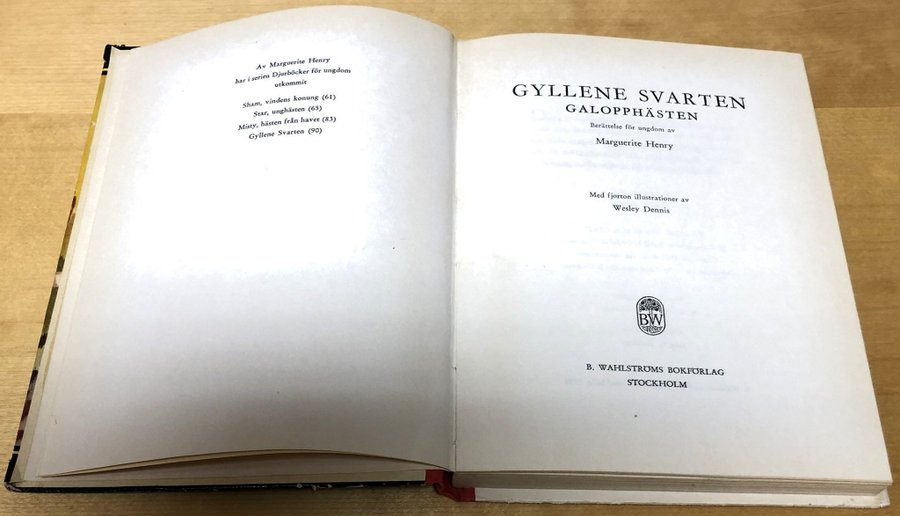 Av Marguerite Henry
har i serien Djurböcker för ungdom
utkommit
Sham, vindens konung (61)
Star, unghästen (65)
Misty, hästen från havet (83)
Gyllene Svarten (90)
GYLLENE SVARTEN
GALOPPHÄSTEN
Berättelse för ungdom av
Marguerite Henry
Med fjorton illustrationer av
Wesley Dennis
BW
B. WAHLSTRÖMS BOKFÖRLAG
STOCKHOLM